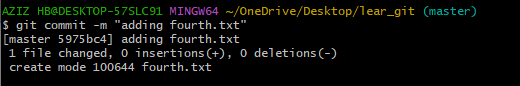 AZIZ HB@DESKTOP-57SLC91 MINGW64 ~/OneDrive/Desktop/lear_git (master)
$ git commit -m "adding fourth.txt"
[master 5975bc4] adding fourth.txt
 1 file changed, 0 insertions(+), 0 deletions(-)
 create mode 100644 fourth.txt